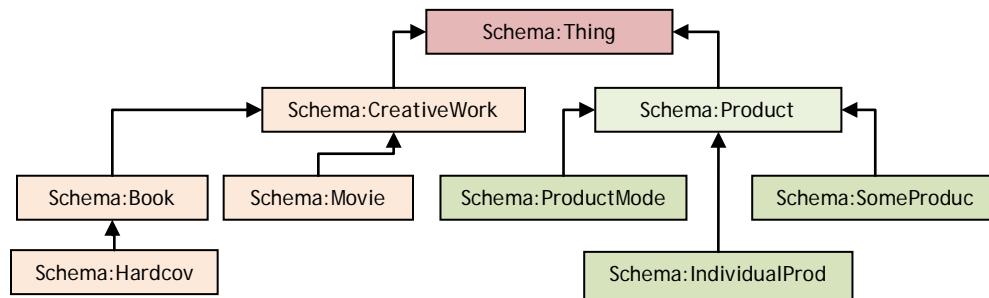 Schema:Thing
Schema:CreativeWork
Schema:Product
Schema:Book
Schema:Movie
Schema:ProductMode
Schema:SomeProduc
Schema:Hardcov
Schema:IndividualProd